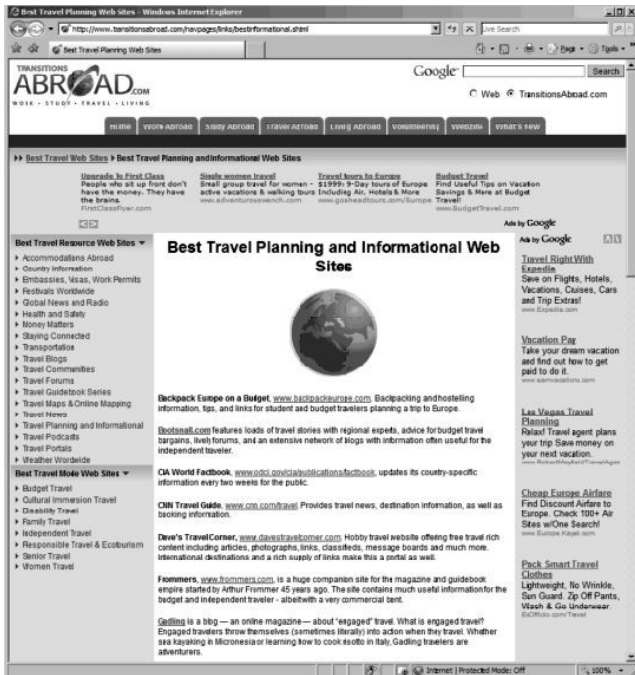 Best Travel Planning Web Sites - Windows Internet Explorer
http://www.transitionsabroad.com/navpages/links/bestinformational.shtml
Live Search
Best Travel Planning Web Sites
Page
Tools
TRANSITIONS
ABROAD.COM
WORK • STUDY • TRAVEL • LIVING
Google
Search
Web
TransitionsAbroad.com
Home
Work Abroad
Study Abroad
Travel Abroad
Living Abroad
Volunteering
Webzine
What's New
Best Travel Web Sites
Best Travel Planning and Informational Web Sites
Upgrade To First Class
People who sit up front don't
have the money. They have
the brains.
FirstClassFlyer.com
Single women travel
Small group travel for women -
active vacations & walking tours
www.adventurouswench.com
Travel tours to Europe
$1999: 9-Day tours of Europe
Including Air, Hotels & More
www.goaheadtours.com/Europe
Budget Travel
Find Useful Tips on Vacation
Savings & More at Budget
Travel!
www.BudgetTravel.com
Ads by Google
Best Travel Resource Web Sites
Accommodations Abroad
Country Information
Embassies, Visas, Work Permits
Festivals Worldwide
Global News and Radio
Health and Safety
Money Matters
Staying Connected
Transportation
Travel Blogs
Travel Communities
Travel Forums
Travel Guidebook Series
Travel Maps & Online Mapping
Travel News
Travel Planning and Informational
Travel Podcasts
Travel Portals
Weather Worldwide
Best Travel Mode Web Sites
Budget Travel
Cultural Immersion Travel
Disability Travel
Family Travel
Independent Travel
Responsible Travel & Ecotourism
Senior Travel
Women Travel
Best Travel Planning and Informational Web
Sites
Backpack Europe on a Budget, www.backpackeurope.com. Backpacking and hostelling
information, tips, and links for student and budget travelers planning a trip to Europe.
Bootsnall.com features loads of travel stories with regional experts, advice for budget travel
bargains, lively forums, and an extensive network of blogs with information often useful for the
independent traveler.
CIA World Factbook, www.odci.gov/cia/publications/factbook, updates its country-specific
information every two weeks for the public.
CNN Travel Guide, www.cnn.com/travel. Provides travel news, destination information, as well as
booking information.
Dave's Travel Corner, www.davestravelcorner.com. Hobby travel website offering free travel rich
content including articles, photographs, links, classifieds, message boards and much more.
International destinations and a rich supply of links make this a portal as well.
Frommers, www.frommers.com, is a huge companion site for the magazine and guidebook
empire started by Arthur Frommer 45 years ago. The site contains much useful information for the
budget and independent traveler - albeit with a very commercial bent.
Gadling is a blog — an online magazine — about “engaged” travel. What is engaged travel?
Engaged travelers throw themselves (sometimes literally) into action when they travel. Whether
sea kayaking in Micronesia or learning how to cook risotto in Italy, Gadling travelers are
adventurers.
Ads by Google
Travel Right With
Expedia
Save on Flights, Hotels,
Vacations, Cruises, Cars
and Trip Extras!
www.Expedia.com
Vacation Pay
Take your dream vacation
and find out how to get
paid to do it.
Las Vegas Travel
Planning
Relax! Travel agent plans
your trip Save money on
your next vacation.
Cheap Europe Airfare
Find Discount Airfare to
Europe. Check 100+ Air
Sites w/One Search!
www.Europe.Kayak.com
Pack Smart Travel
Clothes
Lightweight, No Wrinkle,
Sun Guard. Zip Off Pants,
Wash & Go Underwear.
ExOfficio.com/Travel
Internet | Protected Mode: Off
100%